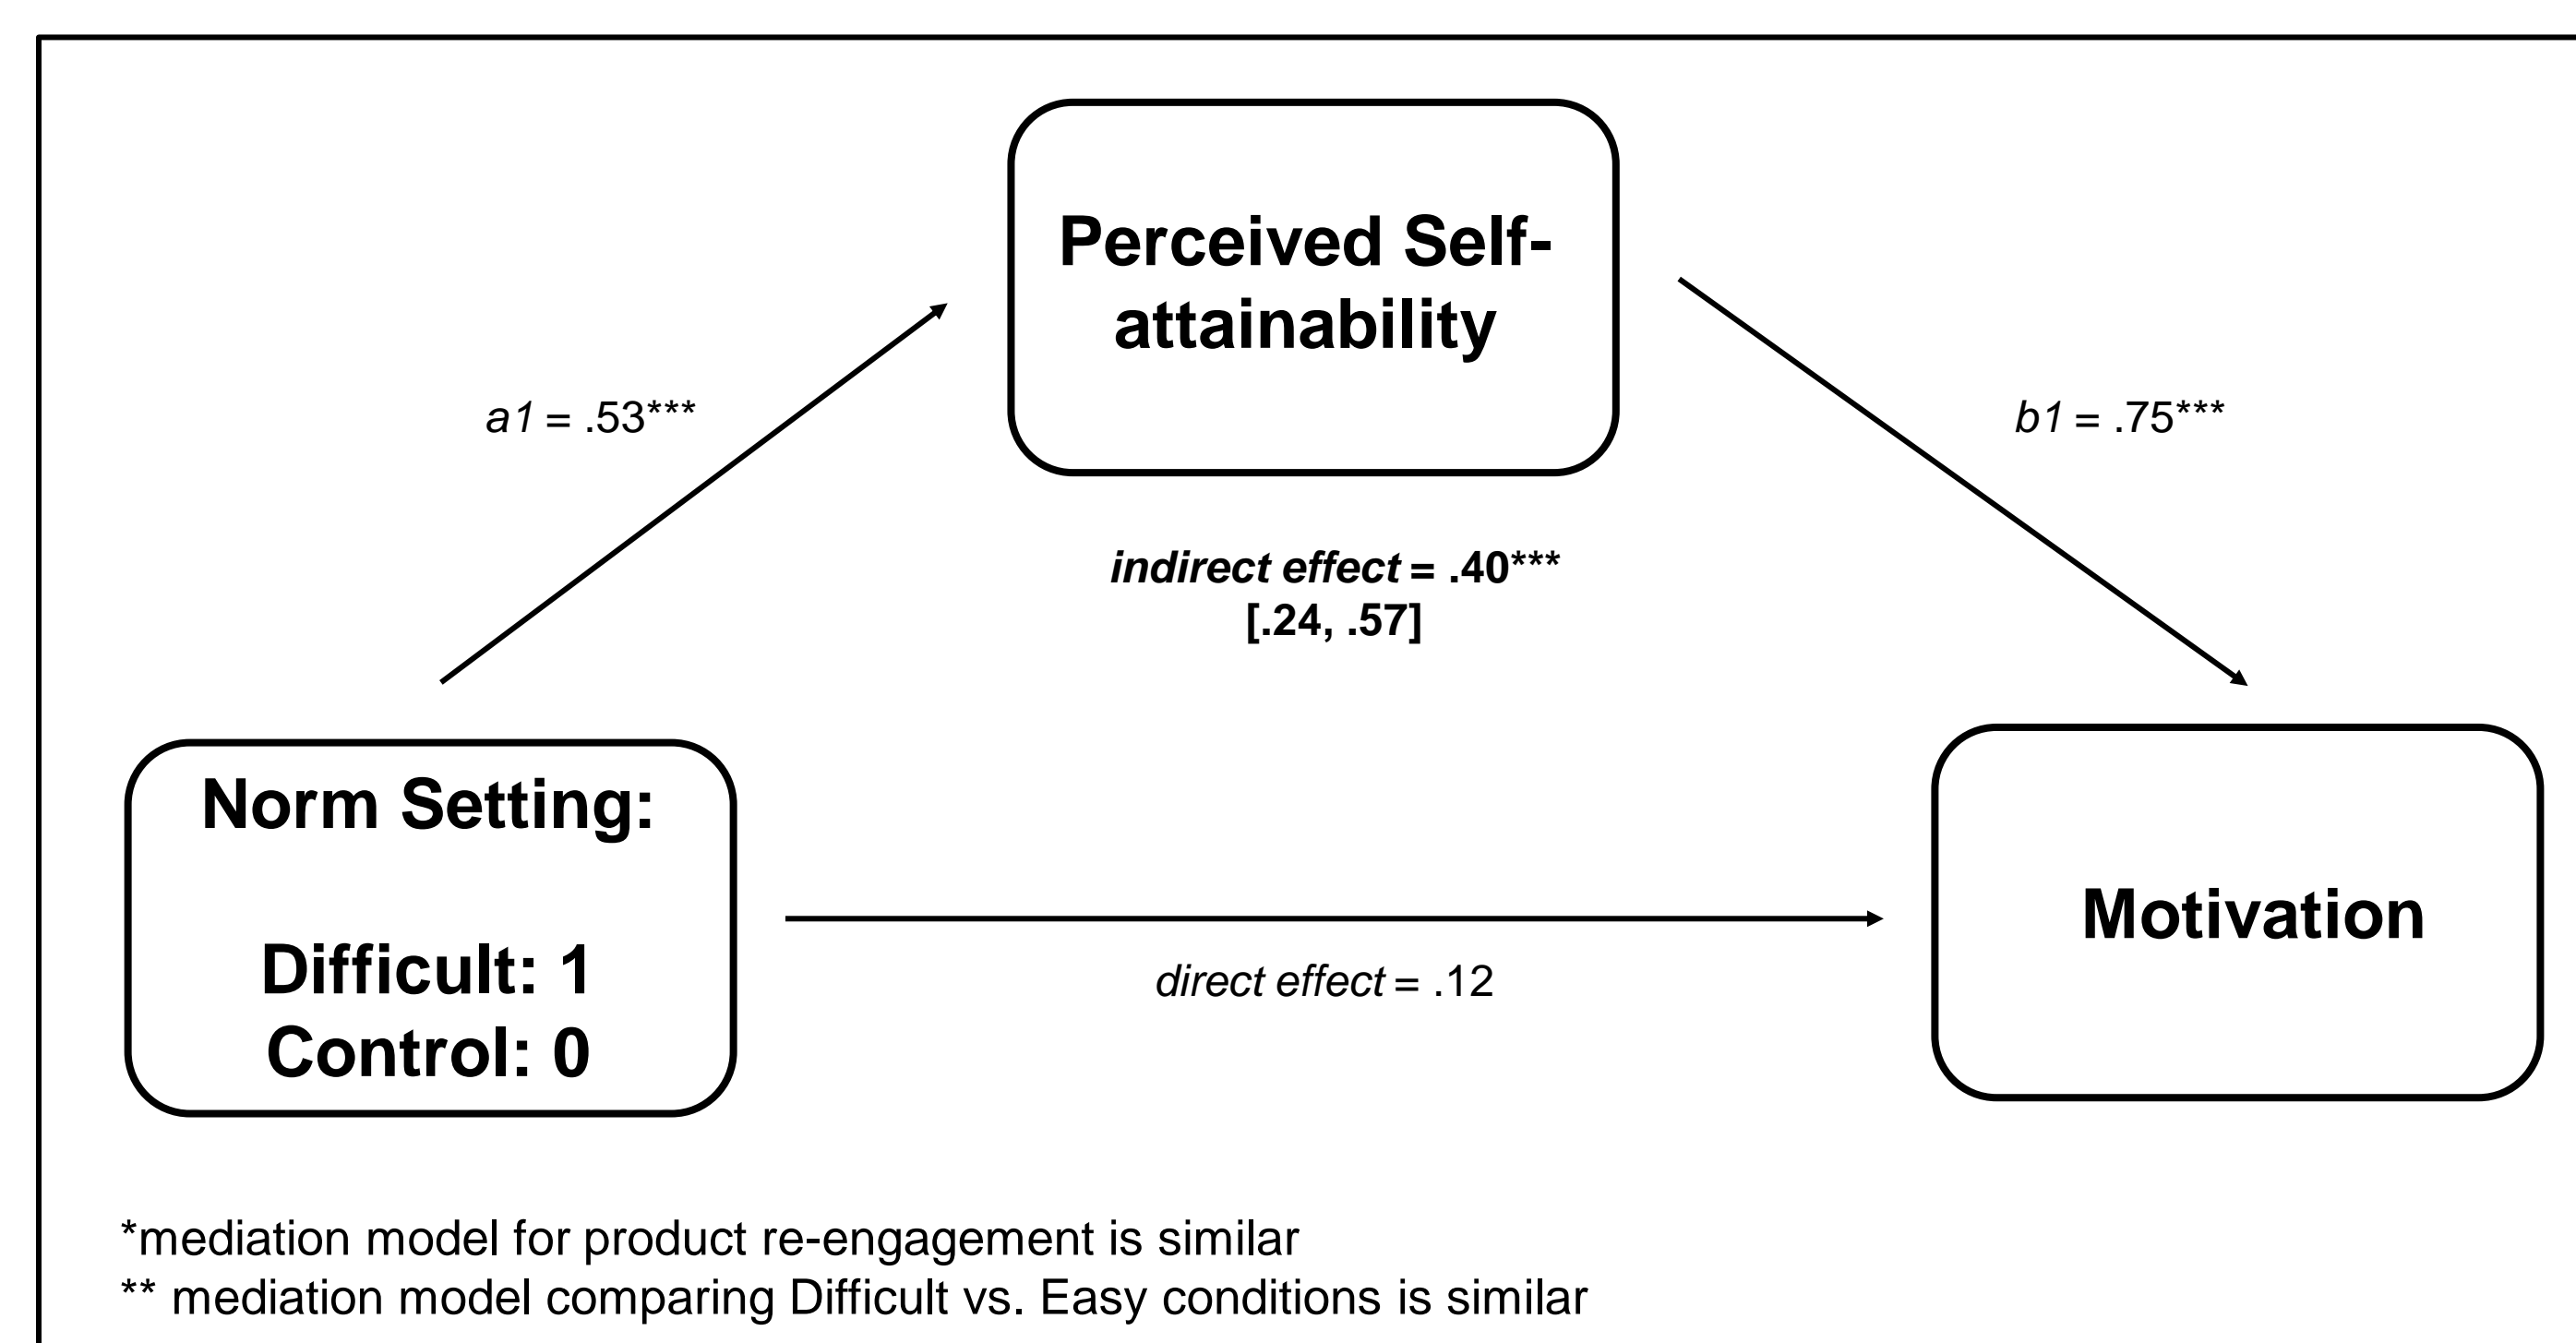 Perceived Self-
attainability
a1 = .53***
b1 = .75***
indirect effect = .40***
[.24, .57]
Norm Setting:
Difficult: 1
Control: 0
Motivation
direct effect = .12
*mediation model for product re-engagement is similar
** mediation model comparing Difficult vs. Easy conditions is similar